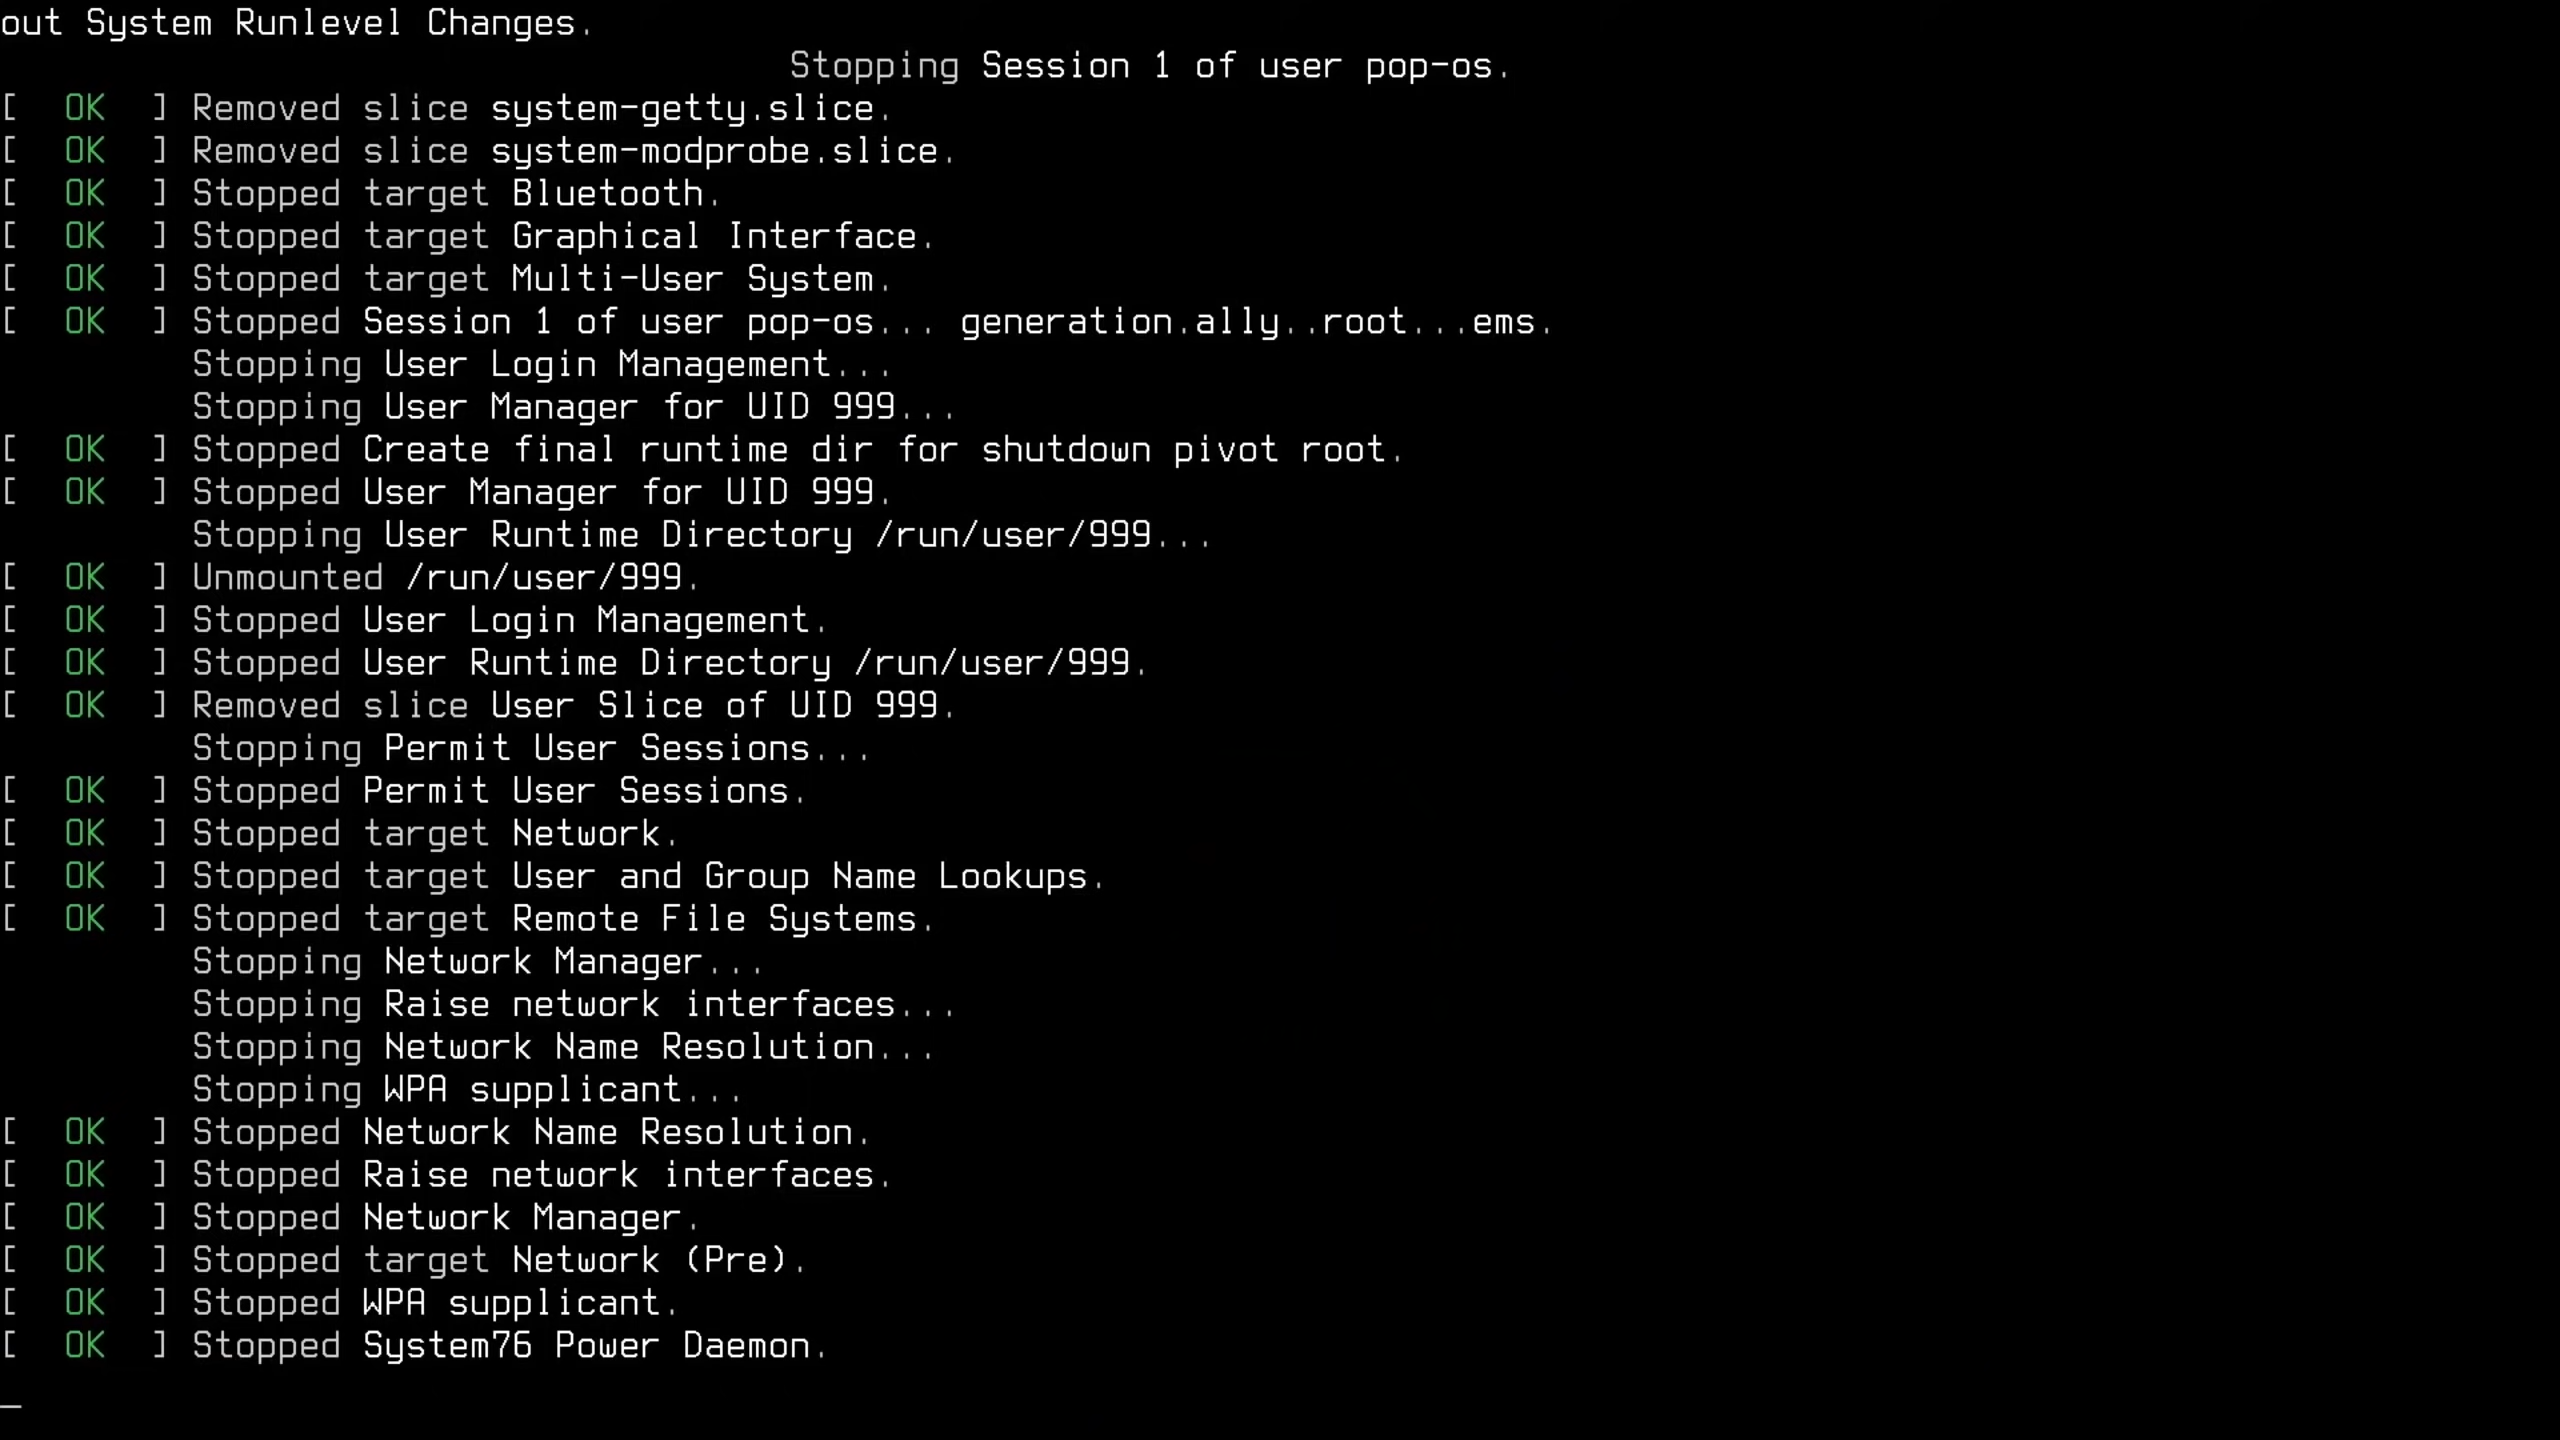 out System Runlevel Changes.
Stopping Session 1 of user pop-os.
[  OK  ] Removed slice system-getty.slice.
[  OK  ] Removed slice system-modprobe.slice.
[  OK  ] Stopped target Bluetooth.
[  OK  ] Stopped target Graphical Interface.
[  OK  ] Stopped target Multi-User System.
[  OK  ] Stopped Session 1 of user pop-os... generation.ally..root...ems.
Stopping User Login Management...
Stopping User Manager for UID 999...
[  OK  ] Stopped Create final runtime dir for shutdown pivot root.
[  OK  ] Stopped User Manager for UID 999.
Stopping User Runtime Directory /run/user/999...
[  OK  ] Unmounted /run/user/999.
[  OK  ] Stopped User Login Management.
[  OK  ] Stopped User Runtime Directory /run/user/999.
[  OK  ] Removed slice User Slice of UID 999.
Stopping Permit User Sessions...
[  OK  ] Stopped Permit User Sessions.
[  OK  ] Stopped target Network.
[  OK  ] Stopped target User and Group Name Lookups.
[  OK  ] Stopped target Remote File Systems.
Stopping Network Manager...
Stopping Raise network interfaces...
Stopping Network Name Resolution...
Stopping WPA supplicant...
[  OK  ] Stopped Network Name Resolution.
[  OK  ] Stopped Raise network interfaces.
[  OK  ] Stopped Network Manager.
[  OK  ] Stopped target Network (Pre).
[  OK  ] Stopped WPA supplicant.
[  OK  ] Stopped System76 Power Daemon.
_